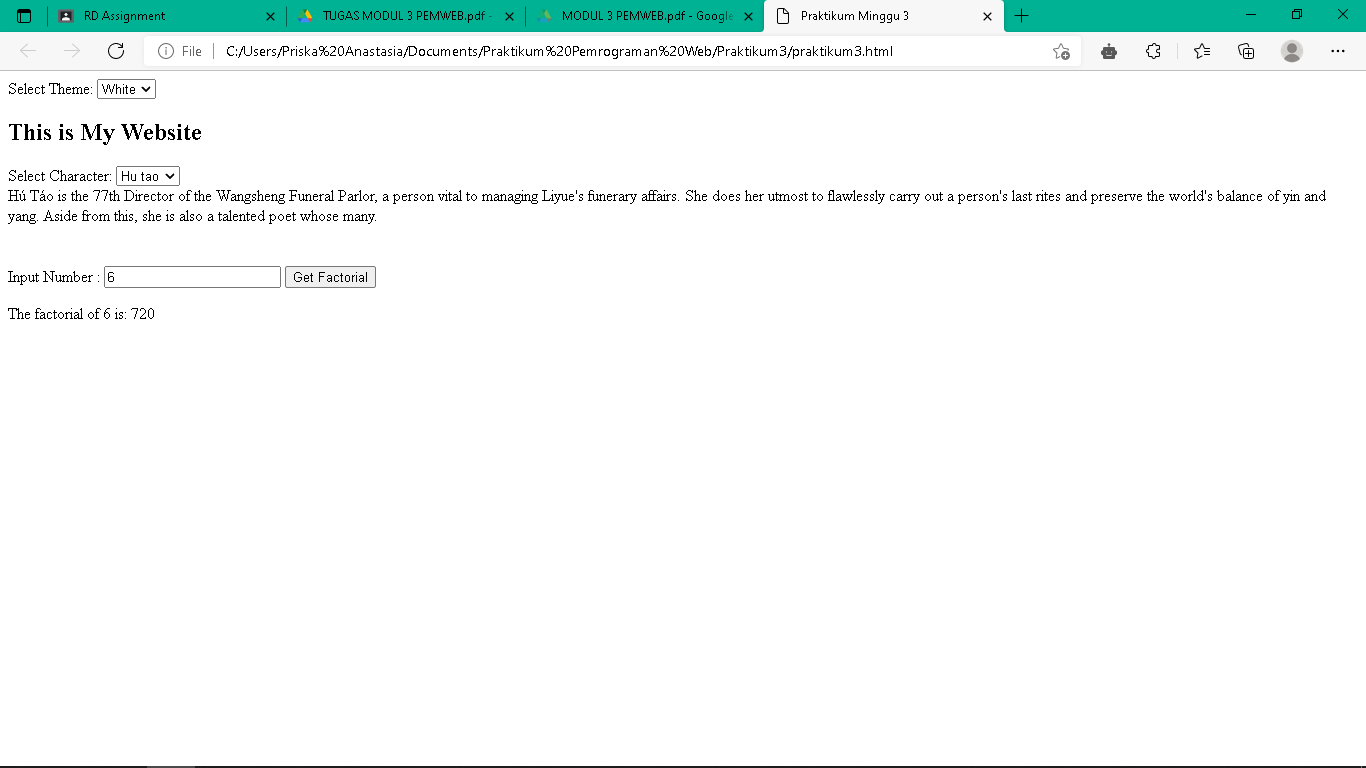 RD Assignment
TUGAS MODUL 3 PEMWEB.pdf -
MODUL 3 PEMWEB.pdf - Google
Praktikum Minggu 3
File
C:/Users/Priska%20Anastasia/Documents/Praktikum%20Pemrograman%20Web/Praktikum3/praktikum3.html
Select Theme: White
This is My Website
Select Character: Hu tao
Hú Táo is the 77th Director of the Wangsheng Funeral Parlor, a person vital to managing Liyue's funerary affairs. She does her utmost to flawlessly carry out a person's last rites and preserve the world's balance of yin and
yang. Aside from this, she is also a talented poet whose many.
Input Number : 6 Get Factorial
The factorial of 6 is: 720